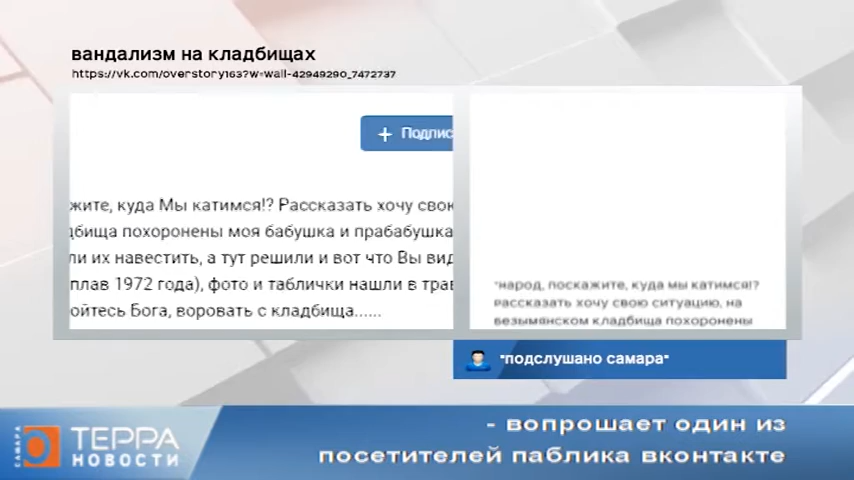 вандализм на кладбищах
https://vk.com/overstory163?w=wall-42949290_7472737
+ Подпис
жите, куда Мы катимся!? Рассказать хочу свою
дбища похоронены моя бабушка и прабабушка
ли их навестить, а тут решили и вот что Вы вид
плав 1972 года), фото и таблички нашли в трав
ойтесь Бога, воровать с кладбища......
"народ, поскажите, куда мы катимся!?
рассказать хочу свою ситуацию, на
безымянском кладбища похоронены
"подслушано самара"
- вопрошает один из
посетителей паблика вконтакте
САМАРА
ТЕРРА
НОВОСТИ